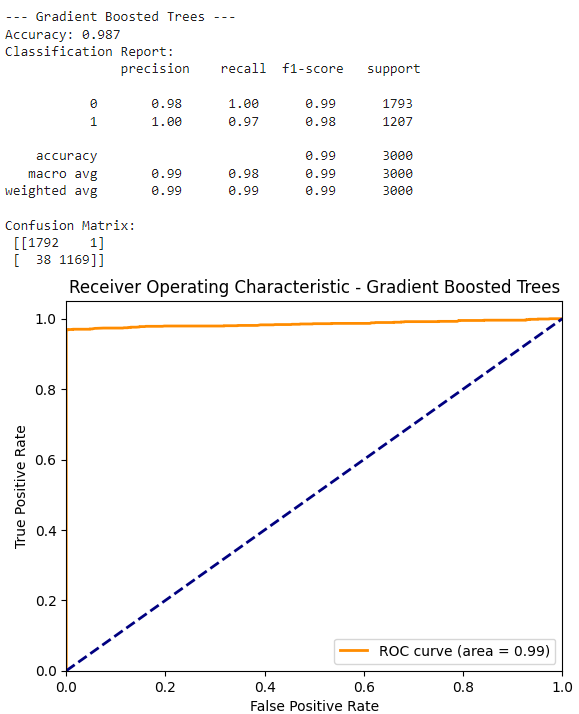 --- Gradient Boosted Trees ---
Accuracy: 0.987
Classification Report:
              precision    recall  f1-score   support

           0       0.98      1.00      0.99      1793
           1       1.00      0.97      0.98      1207

    accuracy                           0.99      3000
   macro avg       0.99      0.98      0.99      3000
weighted avg       0.99      0.99      0.99      3000

Confusion Matrix:
 [[1792    1]
 [  38 1169]]
Receiver Operating Characteristic - Gradient Boosted Trees
1.0
0.8
0.6
0.4
0.2
0.0
True Positive Rate
ROC curve (area = 0.99)
0.0 0.2 0.4 0.6 0.8 1.0
False Positive Rate